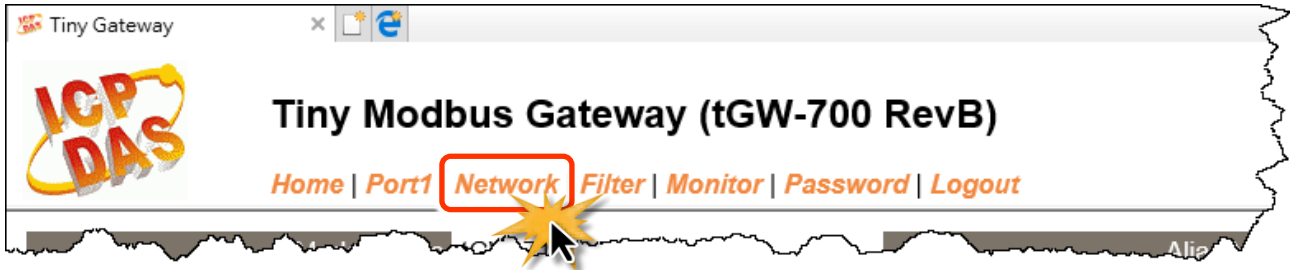 Tiny Gateway
ICP
DAS
Tiny Modbus Gateway (tGW-700 RevB)
Home | Port1 Network Filter | Monitor | Password | Logout